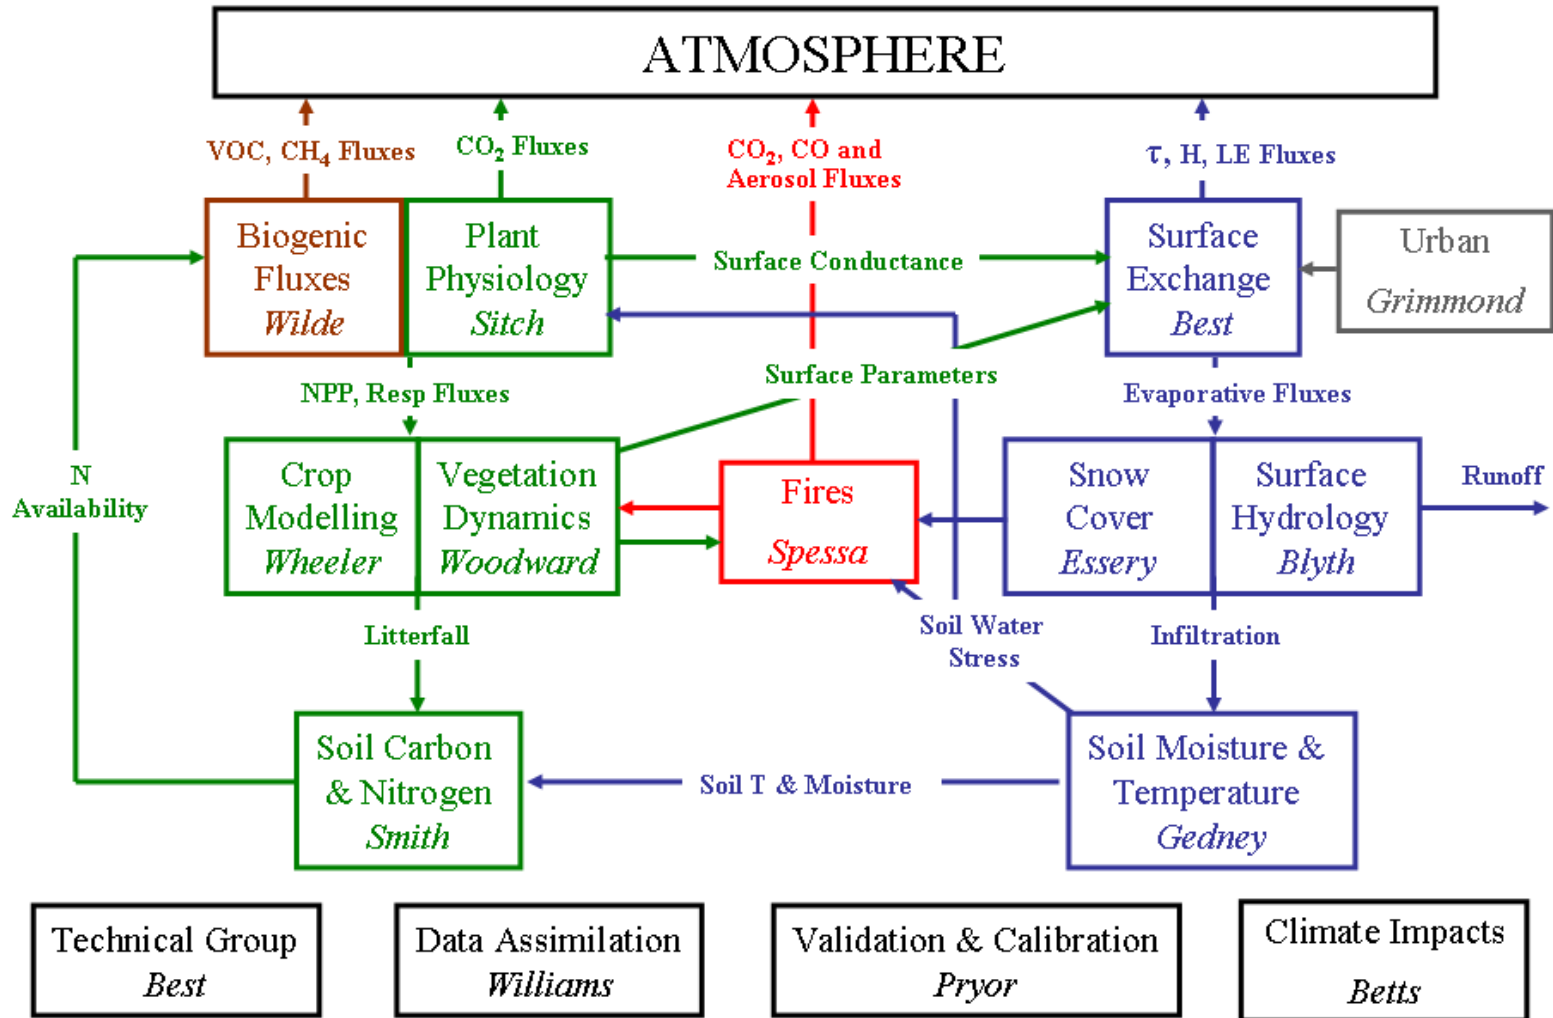 ATMOSPHERE
VOC, CH₄ Fluxes
CO₂ Fluxes
CO₂, CO and
Aerosol Fluxes
τ, H, LE Fluxes
Biogenic
Fluxes
Wilde
Plant
Physiology
Sitch
Surface Conductance
Surface
Exchange
Best
Urban
Grimmond
NPP, Resp Fluxes
Surface Parameters
Evaporative Fluxes
N
Availability
Crop
Modelling
Wheeler
Vegetation
Dynamics
Woodward
Fires
Spessa
Snow
Cover
Essery
Surface
Hydrology
Blyth
Runoff
Litterfall
Soil Water
Stress
Infiltration
Soil Carbon
& Nitrogen
Smith
Soil T & Moisture
Soil Moisture &
Temperature
Gedney
Technical Group
Best
Data Assimilation
Williams
Validation & Calibration
Pryor
Climate Impacts
Betts